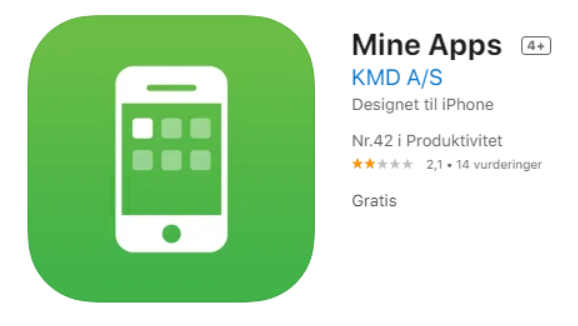 Mine Apps 4+
KMD A/S
Designet til iPhone
Nr.42 i Produktivitet
2,1 • 14 vurderinger
Gratis